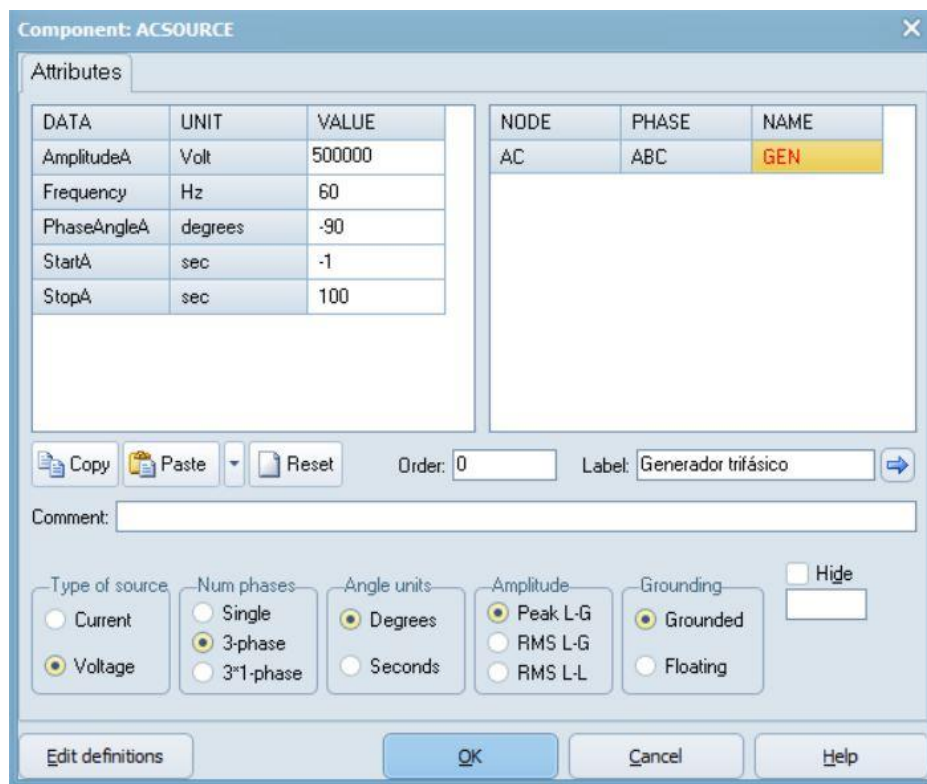 Component: ACSOURCE
Attributes
DATA UNIT VALUE
AmplitudeA Volt 500000
Frequency Hz 60
PhaseAngleA degrees -90
StartA sec -1
StopA sec 100
NODE PHASE NAME
AC ABC GEN
Copy Paste Reset Order: 0 Label: Generador trifásico
Comment:
Type of source
Current
Voltage
Num phases
Single
3-phase
3*1-phase
Angle units
Degrees
Seconds
Amplitude
Peak L-G
RMS L-G
RMS L-L
Grounding
Grounded
Floating
Hide
Edit definitions OK Cancel Help